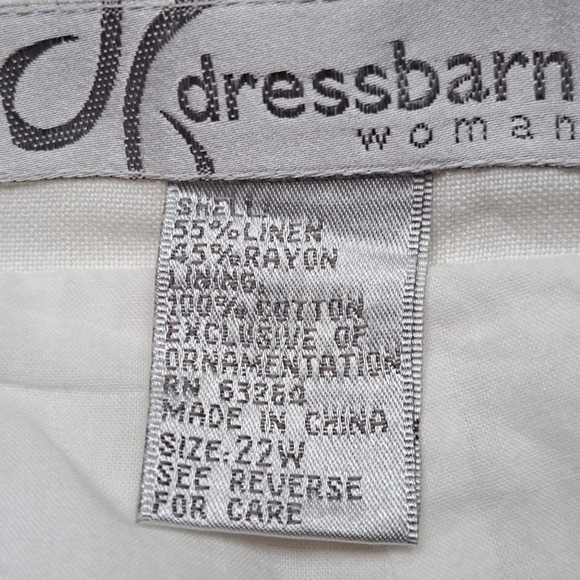 dressbarn
woman
SHELL:
55% LINEN
45% RAYON
LINING
100% COTTON
EXCLUSIVE OF
ORNAMENTATION
RN 63284
MADE IN CHINA
SIZE: 22W
SEE REVERSE
FOR CARE